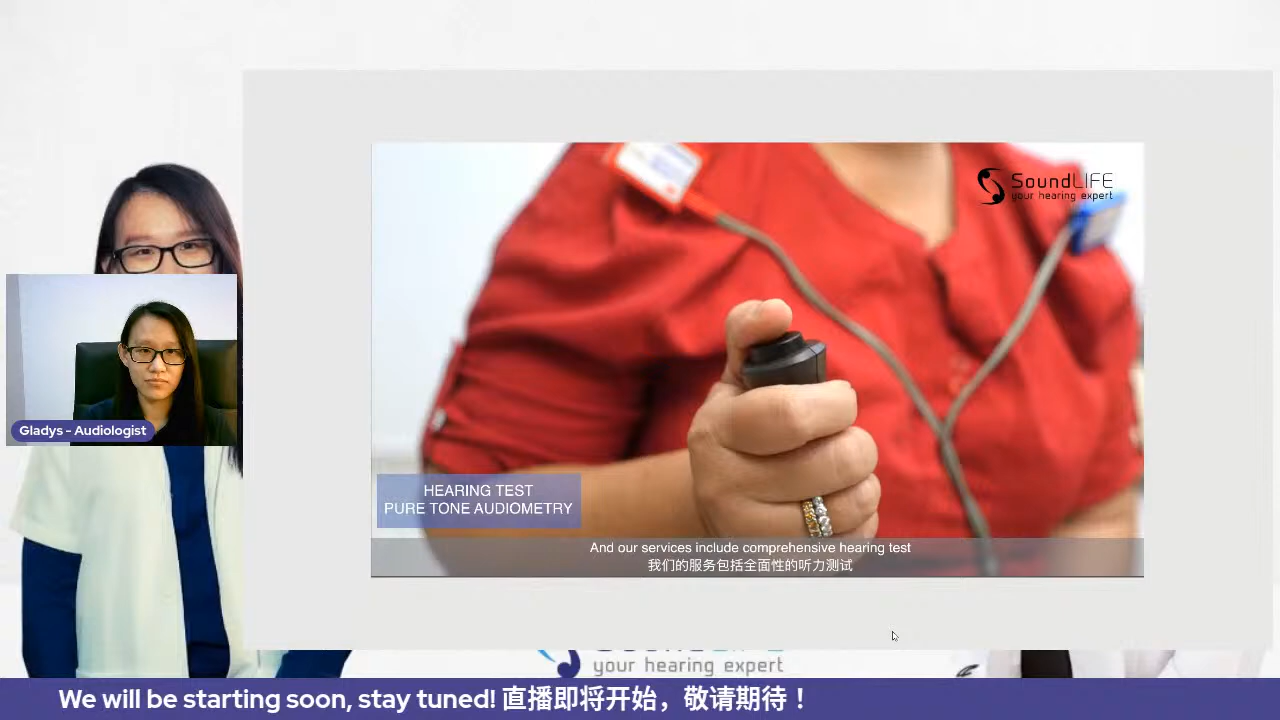 SoundLIFE
your hearing expert
Gladys - Audiologist
HEARING TEST
PURE TONE AUDIOMETRY
And our services include comprehensive hearing test
我们的服务包括全面性的听力测试
your hearing expert
We will be starting soon, stay tuned! 直播即将开始，敬请期待！